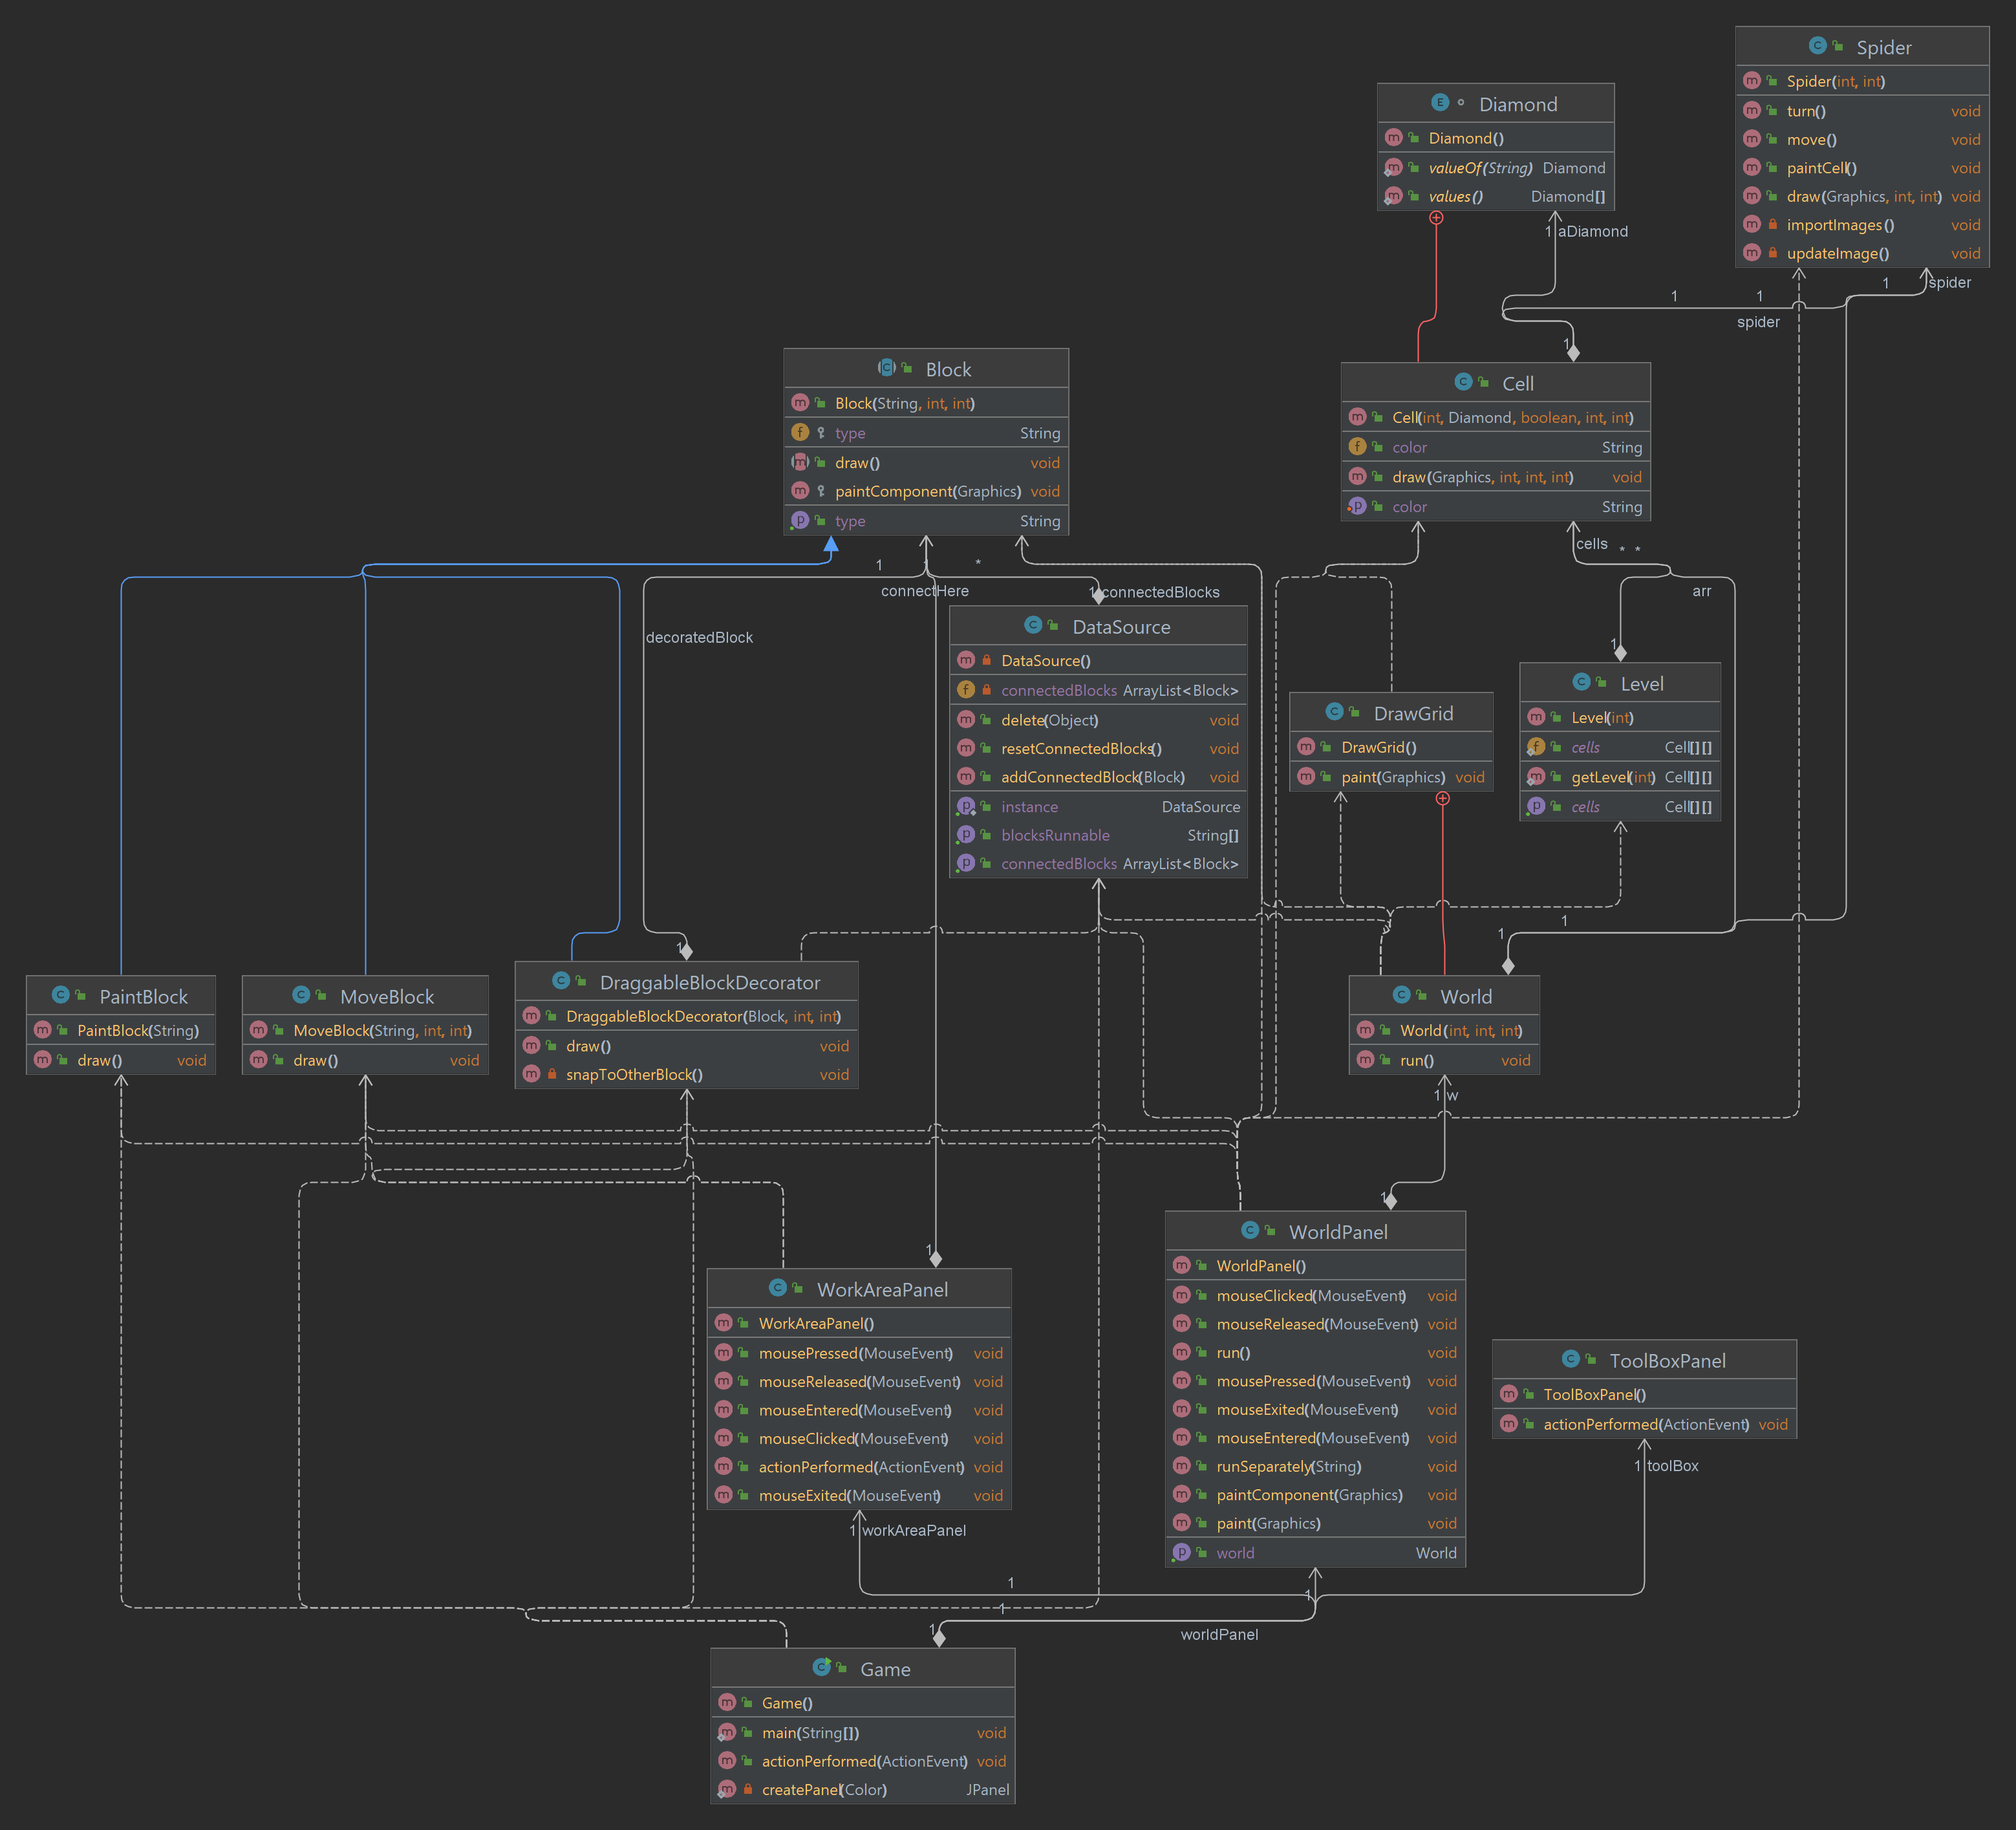 Spider
Spider(int, int)
turn() void
move() void
paintCell() void
draw(Graphics, int, int) void
importImages() void
updateImage() void
Diamond
Diamond()
valueOf(String) Diamond
values() Diamond[]
1 aDiamond
1 spider
1 1
spider
1
Block
Block(String, int, int)
type String
draw() void
paintComponent(Graphics) void
type String
Cell
Cell(int, Diamond, boolean, int, int)
color String
draw(Graphics, int, int, int) void
color String
cells * *
1 *
connectHere
1 connectedBlocks
arr
decoratedBlock
1
DataSource
DataSource()
connectedBlocks ArrayList<Block>
delete(Object) void
resetConnectedBlocks() void
addConnectedBlock(Block) void
instance DataSource
blocksRunnable String[]
connectedBlocks ArrayList<Block>
DrawGrid
DrawGrid()
paint(Graphics) void
Level
Level(int)
cells Cell[][]
getLevel(int) Cell[][]
cells Cell[][]
1
1
1
PaintBlock
PaintBlock(String)
draw() void
MoveBlock
MoveBlock(String, int, int)
draw() void
DraggableBlockDecorator
DraggableBlockDecorator(Block, int, int)
draw() void
snapToOtherBlock() void
World
World(int, int, int)
run() void
1 w
1
1
WorkAreaPanel
WorkAreaPanel()
mousePressed(MouseEvent) void
mouseReleased(MouseEvent) void
mouseEntered(MouseEvent) void
mouseClicked(MouseEvent) void
actionPerformed(ActionEvent) void
mouseExited(MouseEvent) void
WorldPanel
WorldPanel()
mouseClicked(MouseEvent) void
mouseReleased(MouseEvent) void
run() void
mousePressed(MouseEvent) void
mouseExited(MouseEvent) void
mouseEntered(MouseEvent) void
runSeparately(String) void
paintComponent(Graphics) void
paint(Graphics) void
world World
ToolBoxPanel
ToolBoxPanel()
actionPerformed(ActionEvent) void
1 toolBox
1 workAreaPanel
1
1
1
1
worldPanel
Game
Game()
main(String[]) void
actionPerformed(ActionEvent) void
createPanel(Color) JPanel